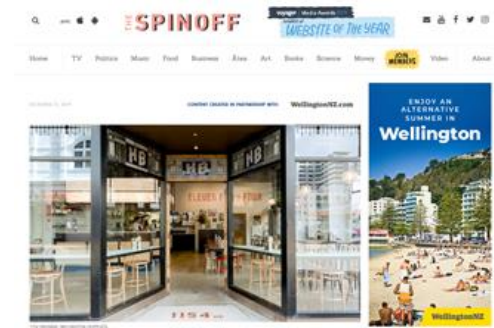 THE SPINOFF
voyager Media Awards
WEBSITE OF THE YEAR
Home TV Politics Music Food Business Ātea Art Books Science Money JOIN MEMBERS Video About
CONTENT CREATED IN PARTNERSHIP WITH WellingtonNZ.com
HB HB HB
1154
ENJOY AN
ALTERNATIVE
SUMMER IN
Wellington
WellingtonNZ